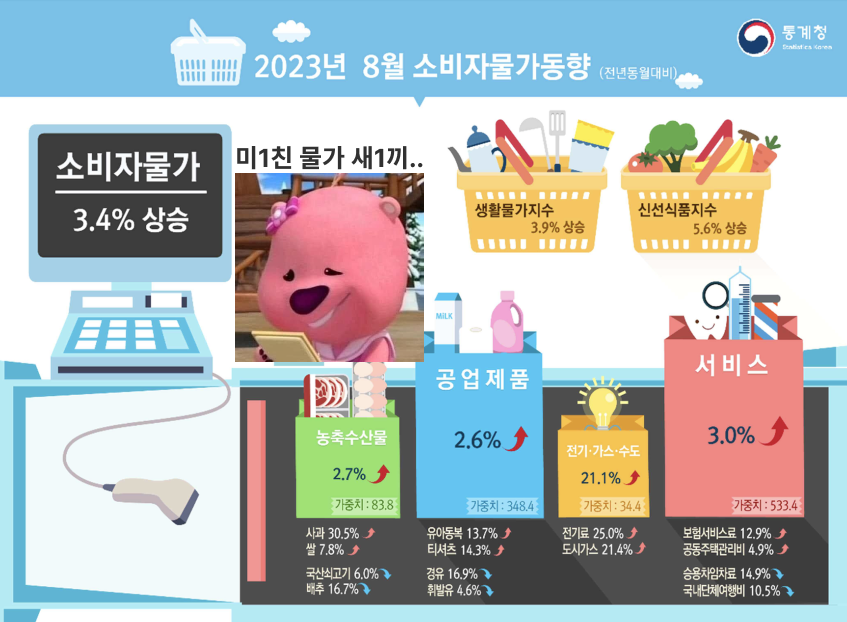 2023년 8월 소비자물가동향 (전년동월대비)
통계청
Statistics Korea
소비자물가
3.4% 상승
미1친 물가 새1끼..
생활물가지수
3.9% 상승
신선식품지수
5.6% 상승
MILK
농축수산물
2.7%
가중치 : 83.8
사과 30.5%
쌀 7.8%
국산쇠고기 6.0%
배추 16.7%
공업제품
2.6%
가중치 : 348.4
유아동복 13.7%
티셔츠 14.3%
경유 16.9%
휘발유 4.6%
전기·가스·수도
21.1%
가중치 : 34.4
전기료 25.0%
도시가스 21.4%
서비스
3.0%
가중치 : 533.4
보험서비스료 12.9%
공동주택관리비 4.9%
승용차임차료 14.9%
국내단체여행비 10.5%